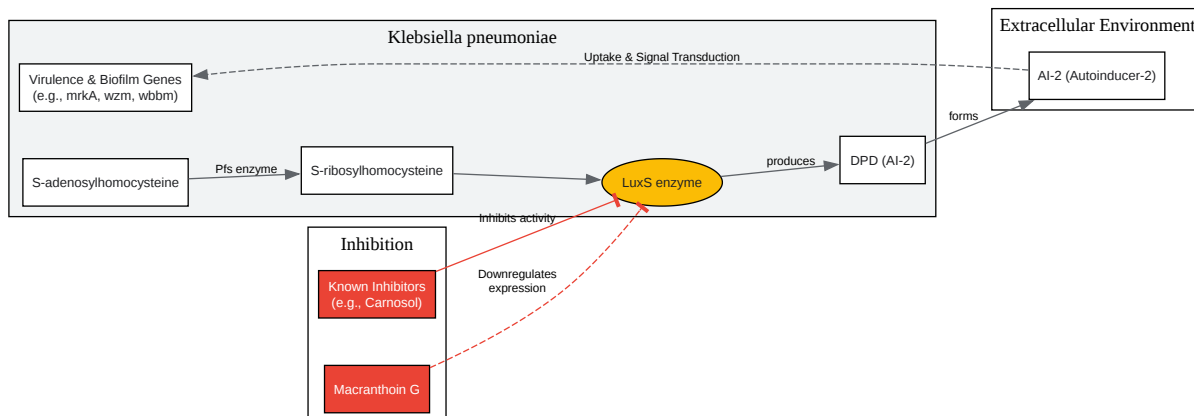 Klebsiella pneumoniae
Extracellular Environment
Uptake & Signal Transduction
Virulence & Biofilm Genes
(e.g., mrkA, wzm, wbbm)
AI-2 (Autoinducer-2)
forms
S-adenosylhomocysteine
Pfs enzyme
S-ribosylhomocysteine
LuxS enzyme
produces
DPD (AI-2)
Inhibits activity
Inhibition
Known Inhibitors
(e.g., Carnosol)
Downregulates
expression
Macranthoin G